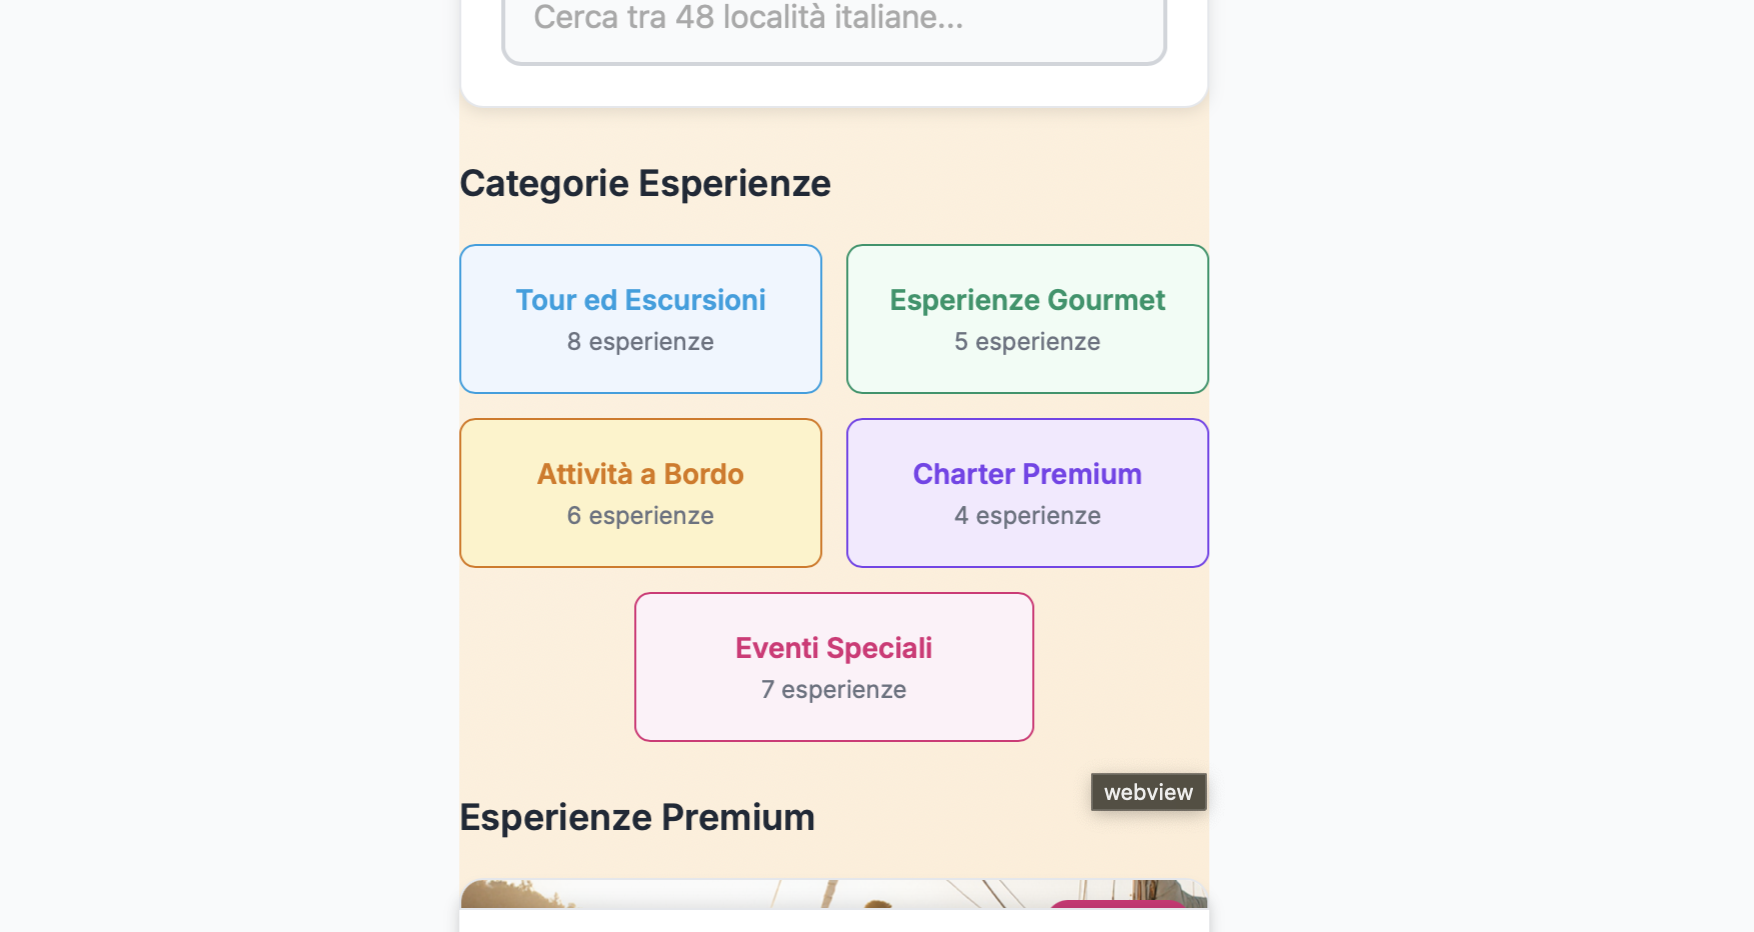 Cerca tra 48 località italiane...
Categorie Esperienze
Tour ed Escursioni
8 esperienze
Esperienze Gourmet
5 esperienze
Attività a Bordo
6 esperienze
Charter Premium
4 esperienze
Eventi Speciali
7 esperienze
webview
Esperienze Premium